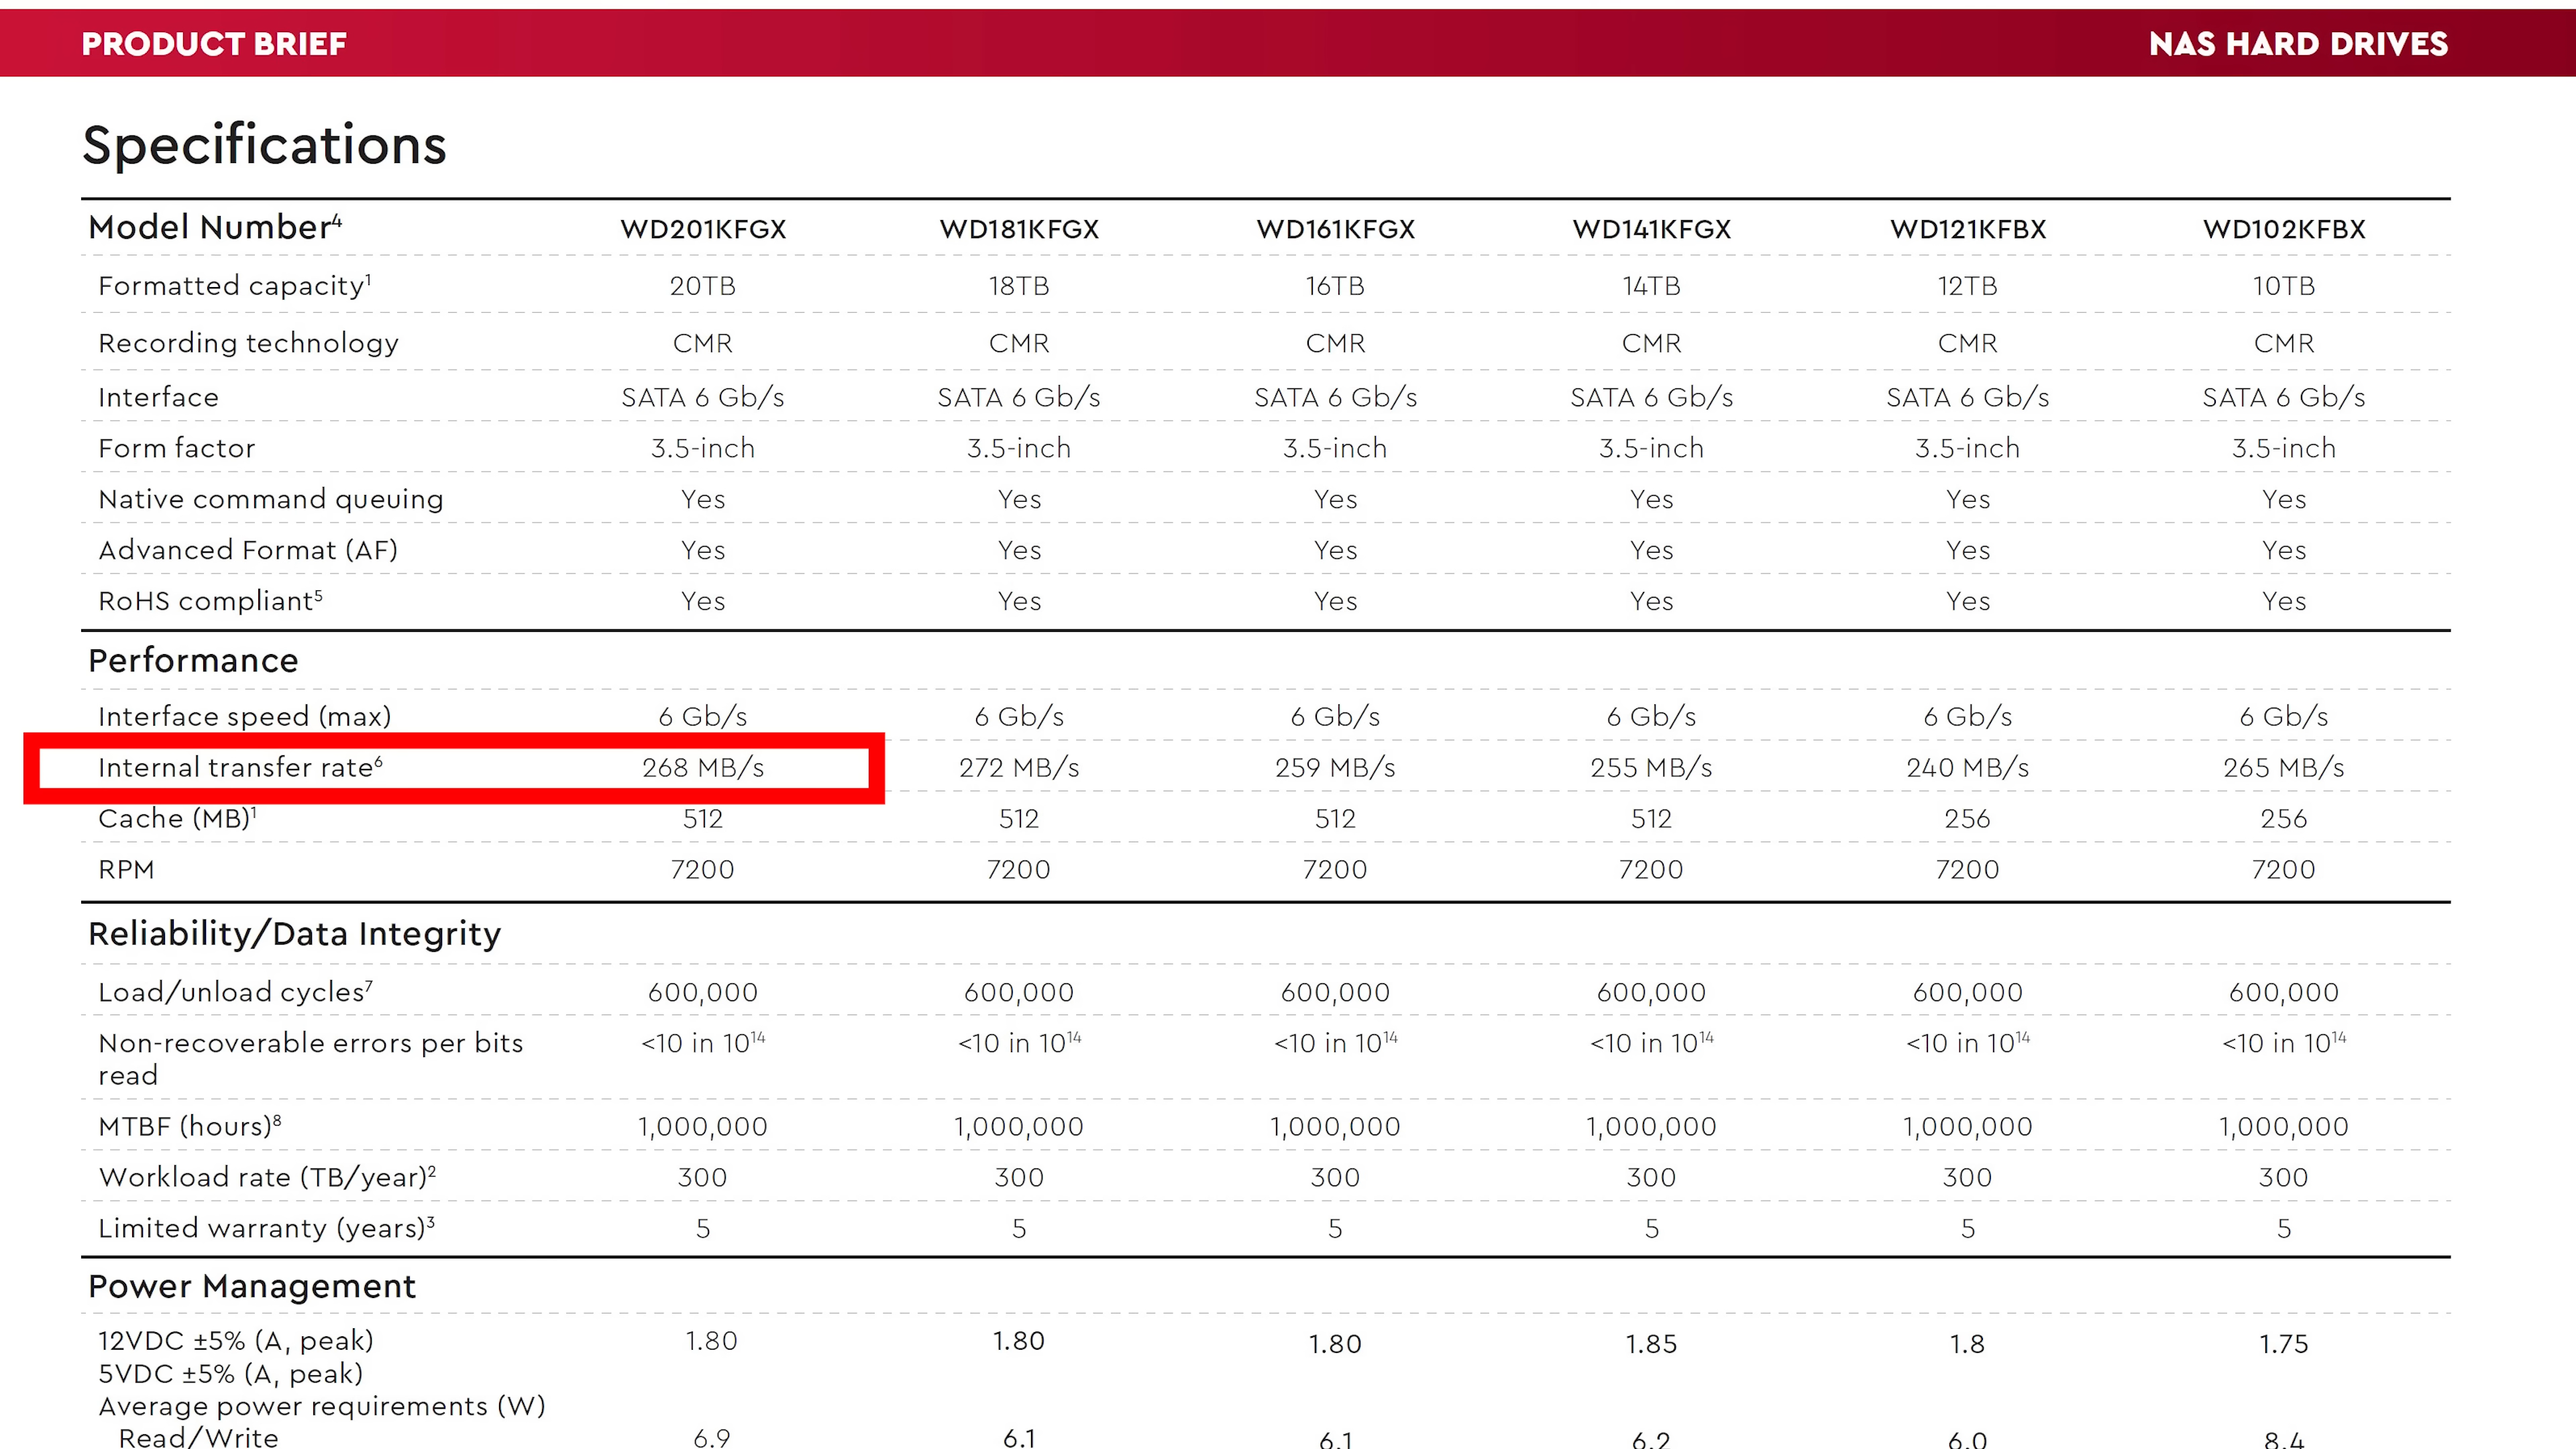 PRODUCT BRIEF NAS HARD DRIVES
Specifications
Model Number⁴ WD201KFGX WD181KFGX WD161KFGX WD141KFGX WD121KFBX WD102KFBX
Formatted capacity¹ 20TB 18TB 16TB 14TB 12TB 10TB
Recording technology CMR CMR CMR CMR CMR CMR
Interface SATA 6 Gb/s SATA 6 Gb/s SATA 6 Gb/s SATA 6 Gb/s SATA 6 Gb/s SATA 6 Gb/s
Form factor 3.5-inch 3.5-inch 3.5-inch 3.5-inch 3.5-inch 3.5-inch
Native command queuing Yes Yes Yes Yes Yes Yes
Advanced Format (AF) Yes Yes Yes Yes Yes Yes
RoHS compliant⁵ Yes Yes Yes Yes Yes Yes
Performance
Interface speed (max) 6 Gb/s 6 Gb/s 6 Gb/s 6 Gb/s 6 Gb/s 6 Gb/s
Internal transfer rate⁶ 268 MB/s 272 MB/s 259 MB/s 255 MB/s 240 MB/s 265 MB/s
Cache (MB)¹ 512 512 512 512 256 256
RPM 7200 7200 7200 7200 7200 7200
Reliability/Data Integrity
Load/unload cycles⁷ 600,000 600,000 600,000 600,000 600,000 600,000
Non-recoverable errors per bits <10 in 10¹⁴ <10 in 10¹⁴ <10 in 10¹⁴ <10 in 10¹⁴ <10 in 10¹⁴ <10 in 10¹⁴
read
MTBF (hours)⁸ 1,000,000 1,000,000 1,000,000 1,000,000 1,000,000 1,000,000
Workload rate (TB/year)² 300 300 300 300 300 300
Limited warranty (years)³ 5 5 5 5 5 5
Power Management
12VDC ±5% (A, peak) 1.80 1.80 1.80 1.85 1.8 1.75
5VDC ±5% (A, peak)
Average power requirements (W)
Read/Write 6.9 6.1 6.1 6.2 6.0 8.4